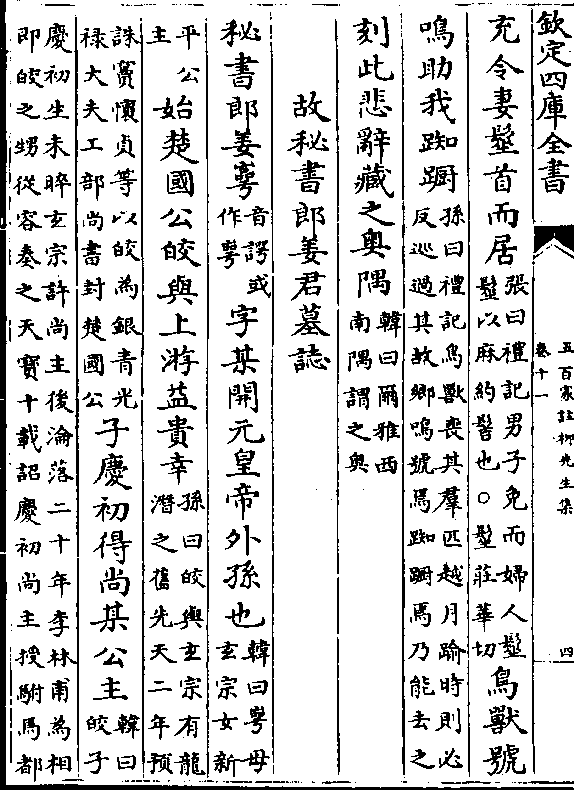 欽定四庫全書
五百家註柳先生集
卷十一
四
充令妻髽首而居張曰禮記男子免而婦人髽髽以麻約髻也○髽莊華切鳥獸號
鳴助我踟躕孫曰禮記鳥獸喪其羣匹越月踰時則必反巡過其故鄉鳴號焉踟躕焉乃能去之
刻此悲辭藏之奥隅韓曰爾雅西南隅謂之奥
故秘書郎姜君墓誌
秘書郎姜㟧音諤或作㟧字某開元皇帝外孫也韓曰㟧母玄宗女新
平公主始楚國公皎與上游益貴幸孫曰皎與玄宗有龍潛之舊先天二年預
誅竇懷貞等以皎為銀青光祿大夫工部尚書封楚國公子慶初得尚某公主韓曰皎子
慶初生未晬玄宗許尚主後淪落二十年李林甫為相即皎之甥從容奏之天寶十載詔慶初尚主授駙馬都